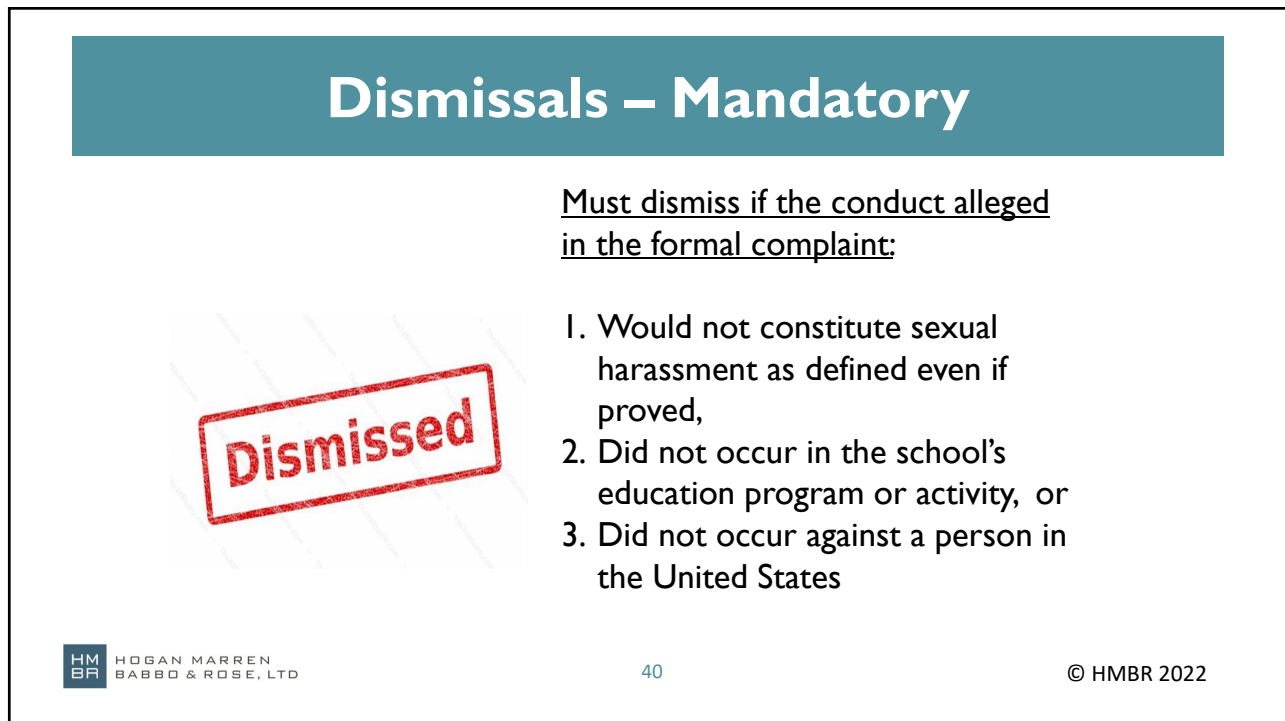 Dismissals – Mandatory
Must dismiss if the conduct alleged
in the formal complaint:
1. Would not constitute sexual
harassment as defined even if
proved,
2. Did not occur in the school’s
education program or activity, or
3. Did not occur against a person in
the United States
Dismissed
HM
BR
HOGAN MARREN
BABBO & ROSE, LTD
40
© HMBR 2022